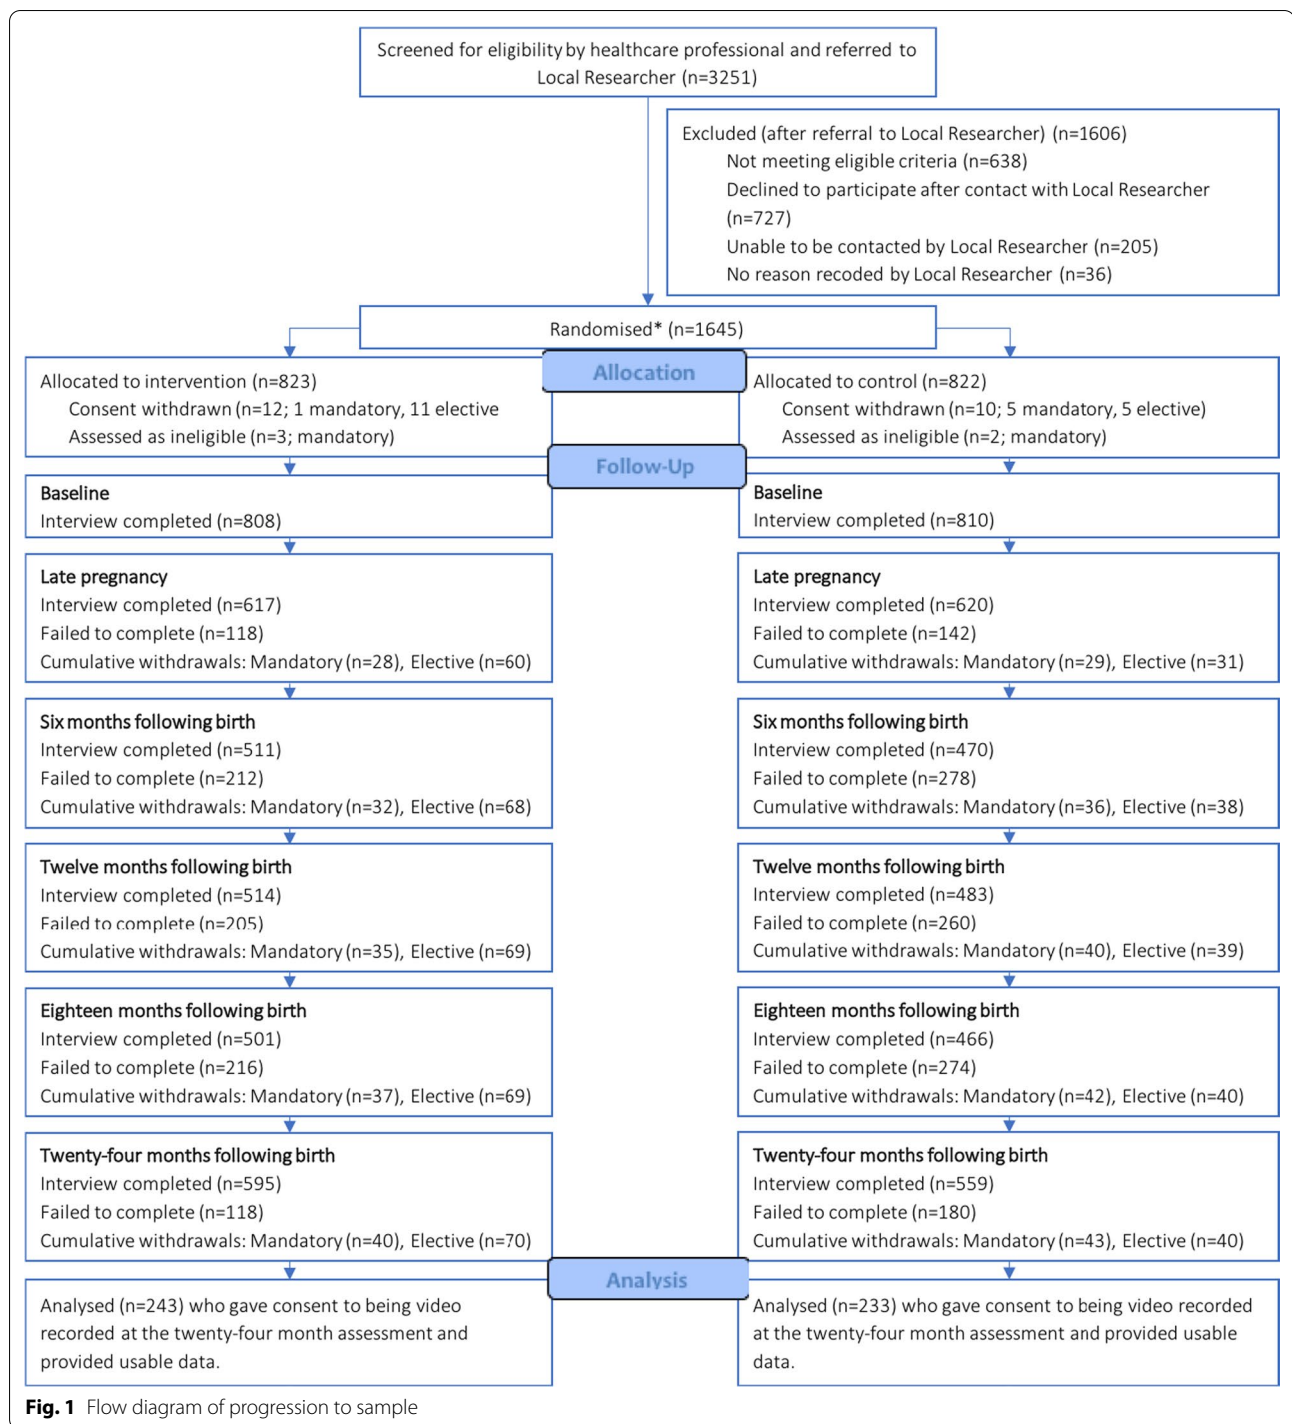 Screened for eligibility by healthcare professional and referred to
Local Researcher (n=3251)
Excluded (after referral to Local Researcher) (n=1606)
Not meeting eligible criteria (n=638)
Declined to participate after contact with Local Researcher
(n=727)
Unable to be contacted by Local Researcher (n=205)
No reason recoded by Local Researcher (n=36)
Randomised* (n=1645)
Allocation
Allocated to intervention (n=823)
Consent withdrawn (n=12; 1 mandatory, 11 elective
Assessed as ineligible (n=3; mandatory)
Allocated to control (n=822)
Consent withdrawn (n=10; 5 mandatory, 5 elective)
Assessed as ineligible (n=2; mandatory)
Follow-Up
Baseline
Interview completed (n=808)
Baseline
Interview completed (n=810)
Late pregnancy
Interview completed (n=617)
Failed to complete (n=118)
Cumulative withdrawals: Mandatory (n=28), Elective (n=60)
Late pregnancy
Interview completed (n=620)
Failed to complete (n=142)
Cumulative withdrawals: Mandatory (n=29), Elective (n=31)
Six months following birth
Interview completed (n=511)
Failed to complete (n=212)
Cumulative withdrawals: Mandatory (n=32), Elective (n=68)
Six months following birth
Interview completed (n=470)
Failed to complete (n=278)
Cumulative withdrawals: Mandatory (n=36), Elective (n=38)
Twelve months following birth
Interview completed (n=514)
Failed to complete (n=205)
Cumulative withdrawals: Mandatory (n=35), Elective (n=69)
Twelve months following birth
Interview completed (n=483)
Failed to complete (n=260)
Cumulative withdrawals: Mandatory (n=40), Elective (n=39)
Eighteen months following birth
Interview completed (n=501)
Failed to complete (n=216)
Cumulative withdrawals: Mandatory (n=37), Elective (n=69)
Eighteen months following birth
Interview completed (n=466)
Failed to complete (n=274)
Cumulative withdrawals: Mandatory (n=42), Elective (n=40)
Twenty-four months following birth
Interview completed (n=595)
Failed to complete (n=118)
Cumulative withdrawals: Mandatory (n=40), Elective (n=70)
Twenty-four months following birth
Interview completed (n=559)
Failed to complete (n=180)
Cumulative withdrawals: Mandatory (n=43), Elective (n=40)
Analysis
Analysed (n=243) who gave consent to being video
recorded at the twenty-four month assessment and
provided usable data.
Analysed (n=233) who gave consent to being video recorded
at the twenty-four month assessment and provided usable
data.
Fig. 1 Flow diagram of progression to sample